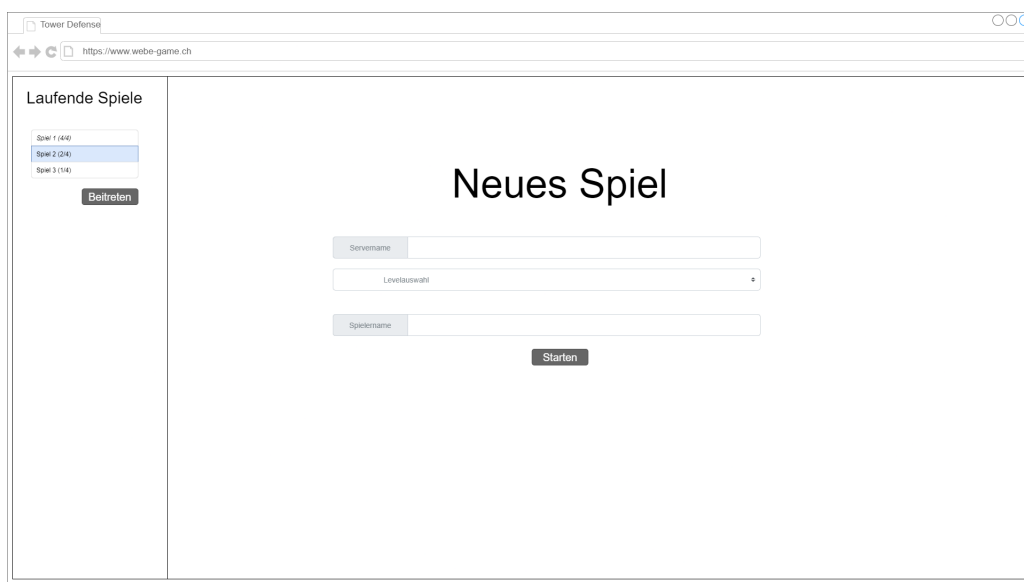 Tower Defense
https://www.webe-game.ch
Laufende Spiele
Spiel 1 (4/4)
Spiel 2 (2/4)
Spiel 3 (1/4)
Beitreten
Neues Spiel
Servername
Levelauswahl
Spielername
Starten